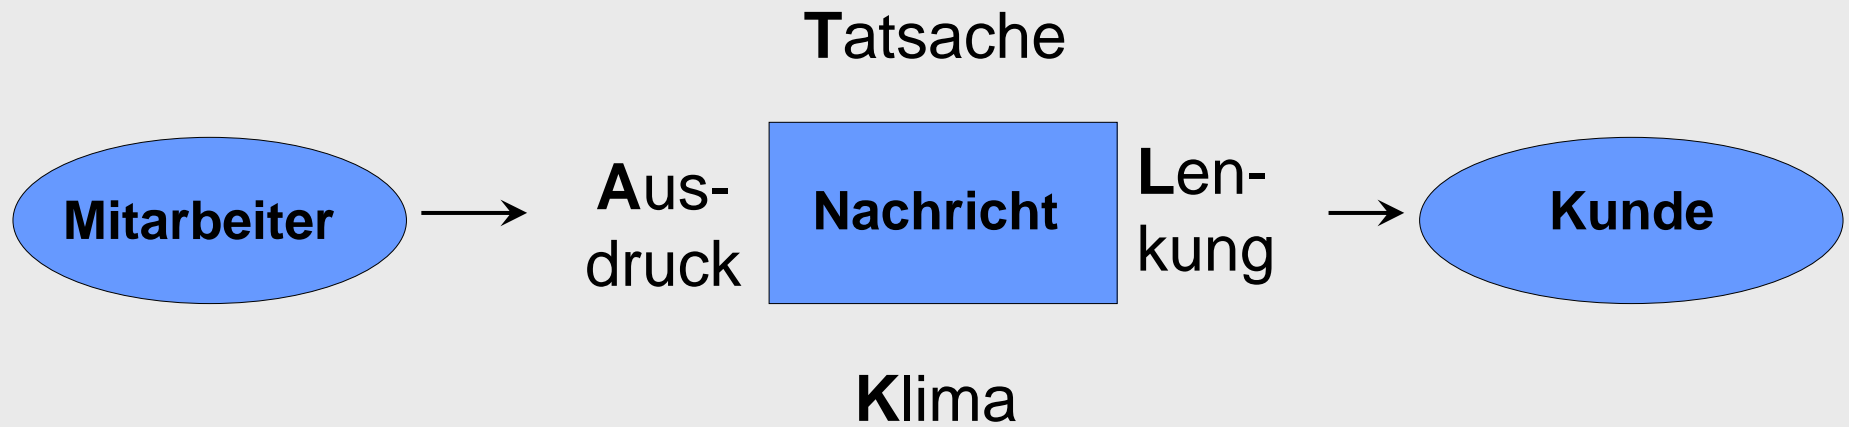 Tatsache
Mitarbeiter
Aus-
druck
Nachricht
Len-
kung
Kunde
Klima